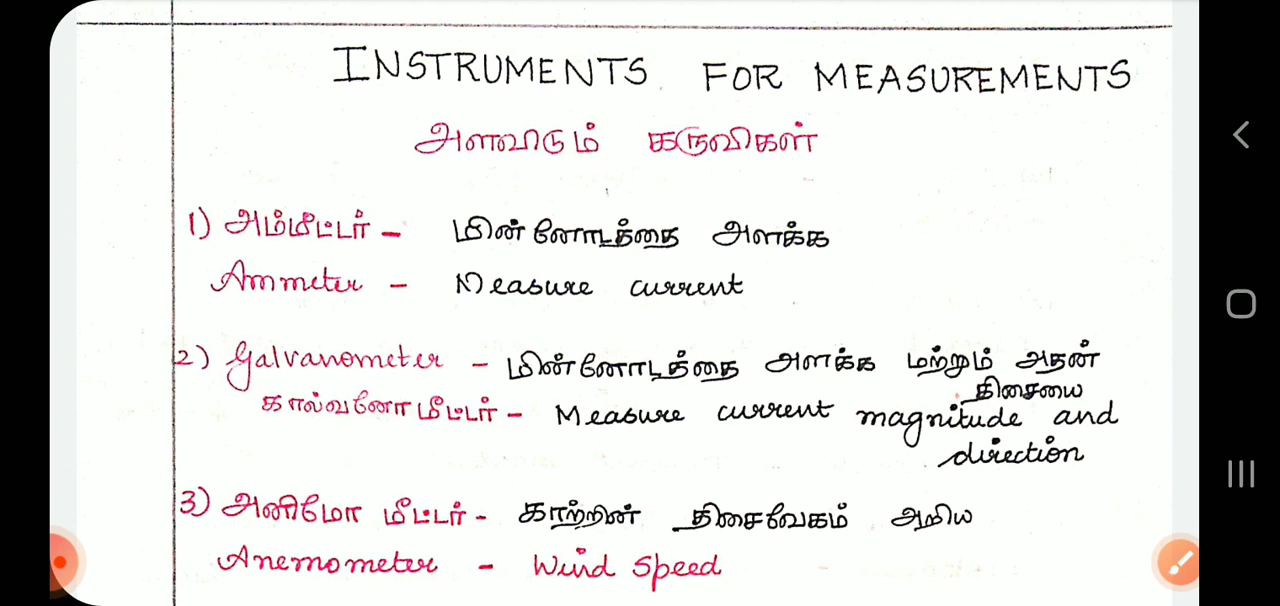 INSTRUMENTS FOR MEASUREMENTS
அளவிடும் கருவிகள்
1) அம்மீட்டர் - மின்னோடத்தை அளக்க
Ammeter - Measure current
2) Galvanometer - மின்னோடத்தை அளக்க மற்றும் அதன்
திசையை
கால்வனோமீட்டர் - Measure current magnitude and
direction
3) அனிமோ மீட்டர் - காற்றின் திசைவேகம் அறிய
Anemometer - Wind Speed